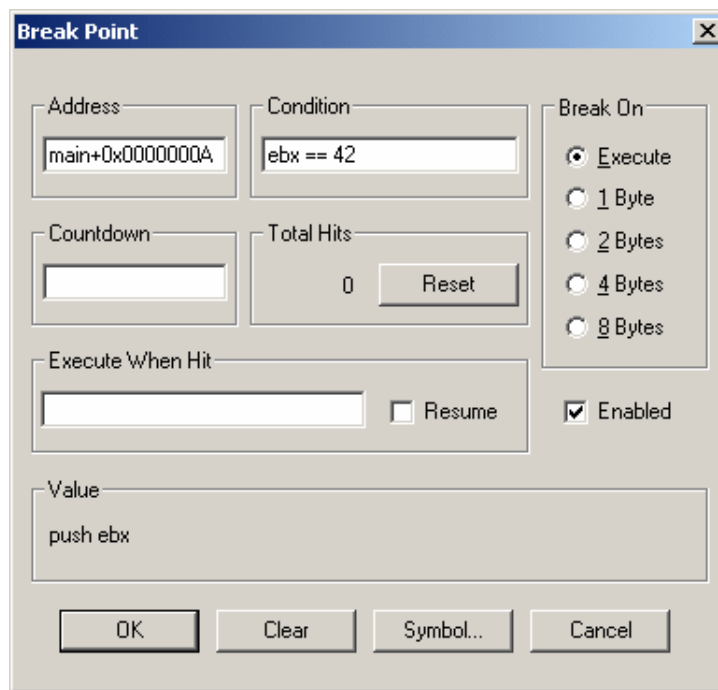 Break Point
Address
main+0x0000000A
Condition
ebx == 42
Break On
Execute
1 Byte
2 Bytes
4 Bytes
8 Bytes
Countdown
Total Hits
0
Reset
Execute When Hit
Resume
Enabled
Value
push ebx
OK
Clear
Symbol...
Cancel